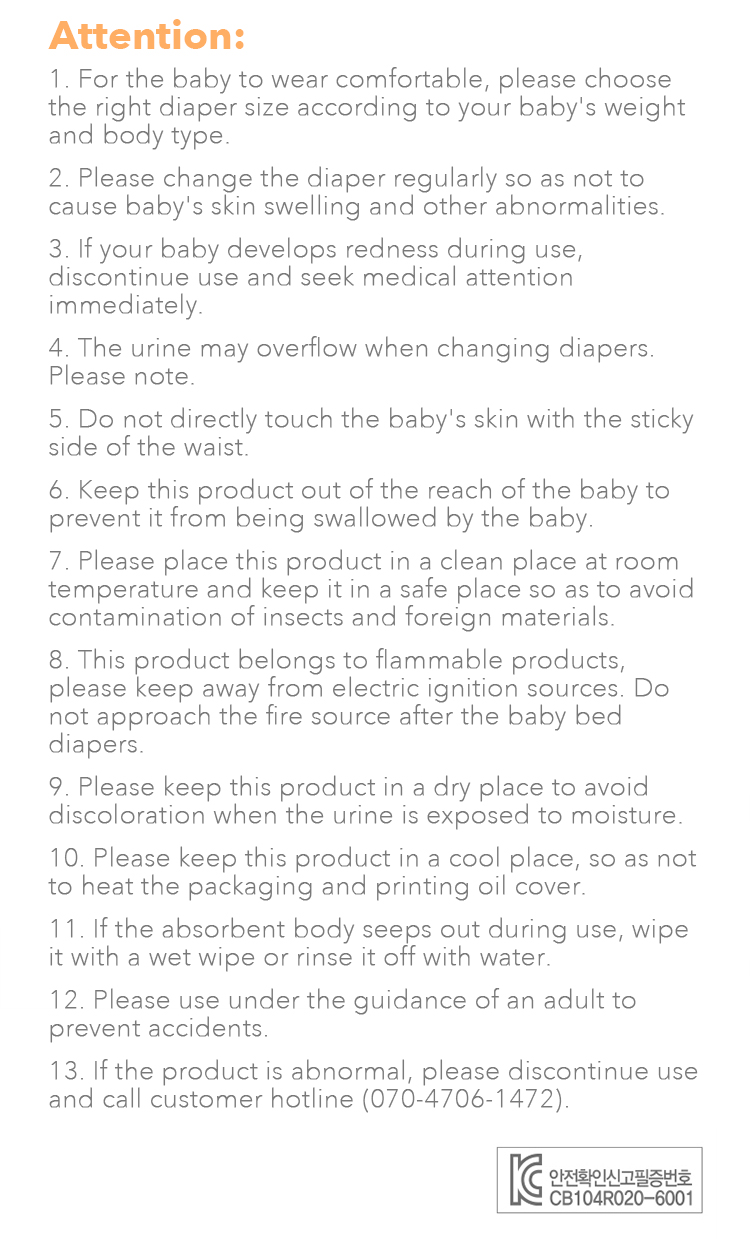 Attention:
1. For the baby to wear comfortable, please choose
the right diaper size according to your baby's weight
and body type.
2. Please change the diaper regularly so as not to
cause baby's skin swelling and other abnormalities.
3. If your baby develops redness during use,
discontinue use and seek medical attention
immediately.
4. The urine may overflow when changing diapers.
Please note.
5. Do not directly touch the baby's skin with the sticky
side of the waist.
6. Keep this product out of the reach of the baby to
prevent it from being swallowed by the baby.
7. Please place this product in a clean place at room
temperature and keep it in a safe place so as to avoid
contamination of insects and foreign materials.
8. This product belongs to flammable products,
please keep away from electric ignition sources. Do
not approach the fire source after the baby bed
diapers.
9. Please keep this product in a dry place to avoid
discoloration when the urine is exposed to moisture.
10. Please keep this product in a cool place, so as not
to heat the packaging and printing oil cover.
11. If the absorbent body seeps out during use, wipe
it with a wet wipe or rinse it off with water.
12. Please use under the guidance of an adult to
prevent accidents.
13. If the product is abnormal, please discontinue use
and call customer hotline (070-4706-1472).
KC 안전확인신고필증번호
CB104R020-6001